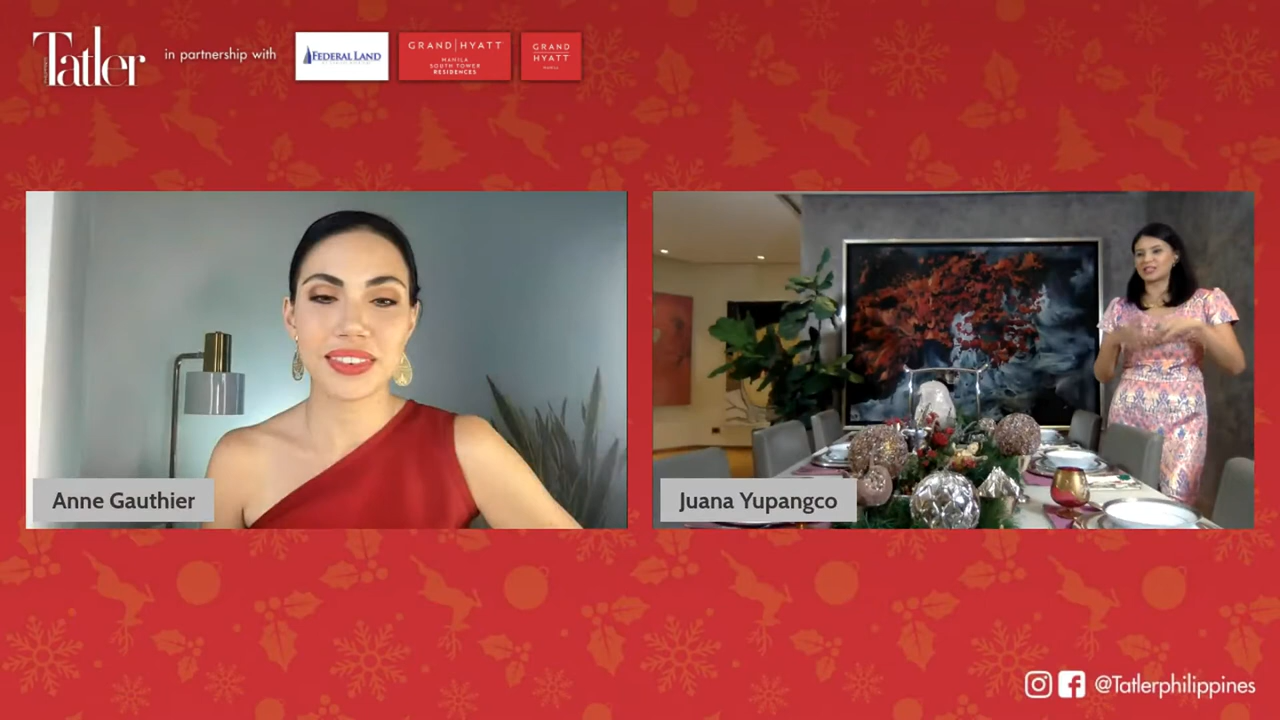 Tatler
in partnership with
FEDERAL LAND
GRAND | HYATT
MANILA
SOUTH TOWER
RESIDENCES
GRAND
HYATT
MANILA
Anne Gauthier
Juana Yupangco
@Tatlerphilippines